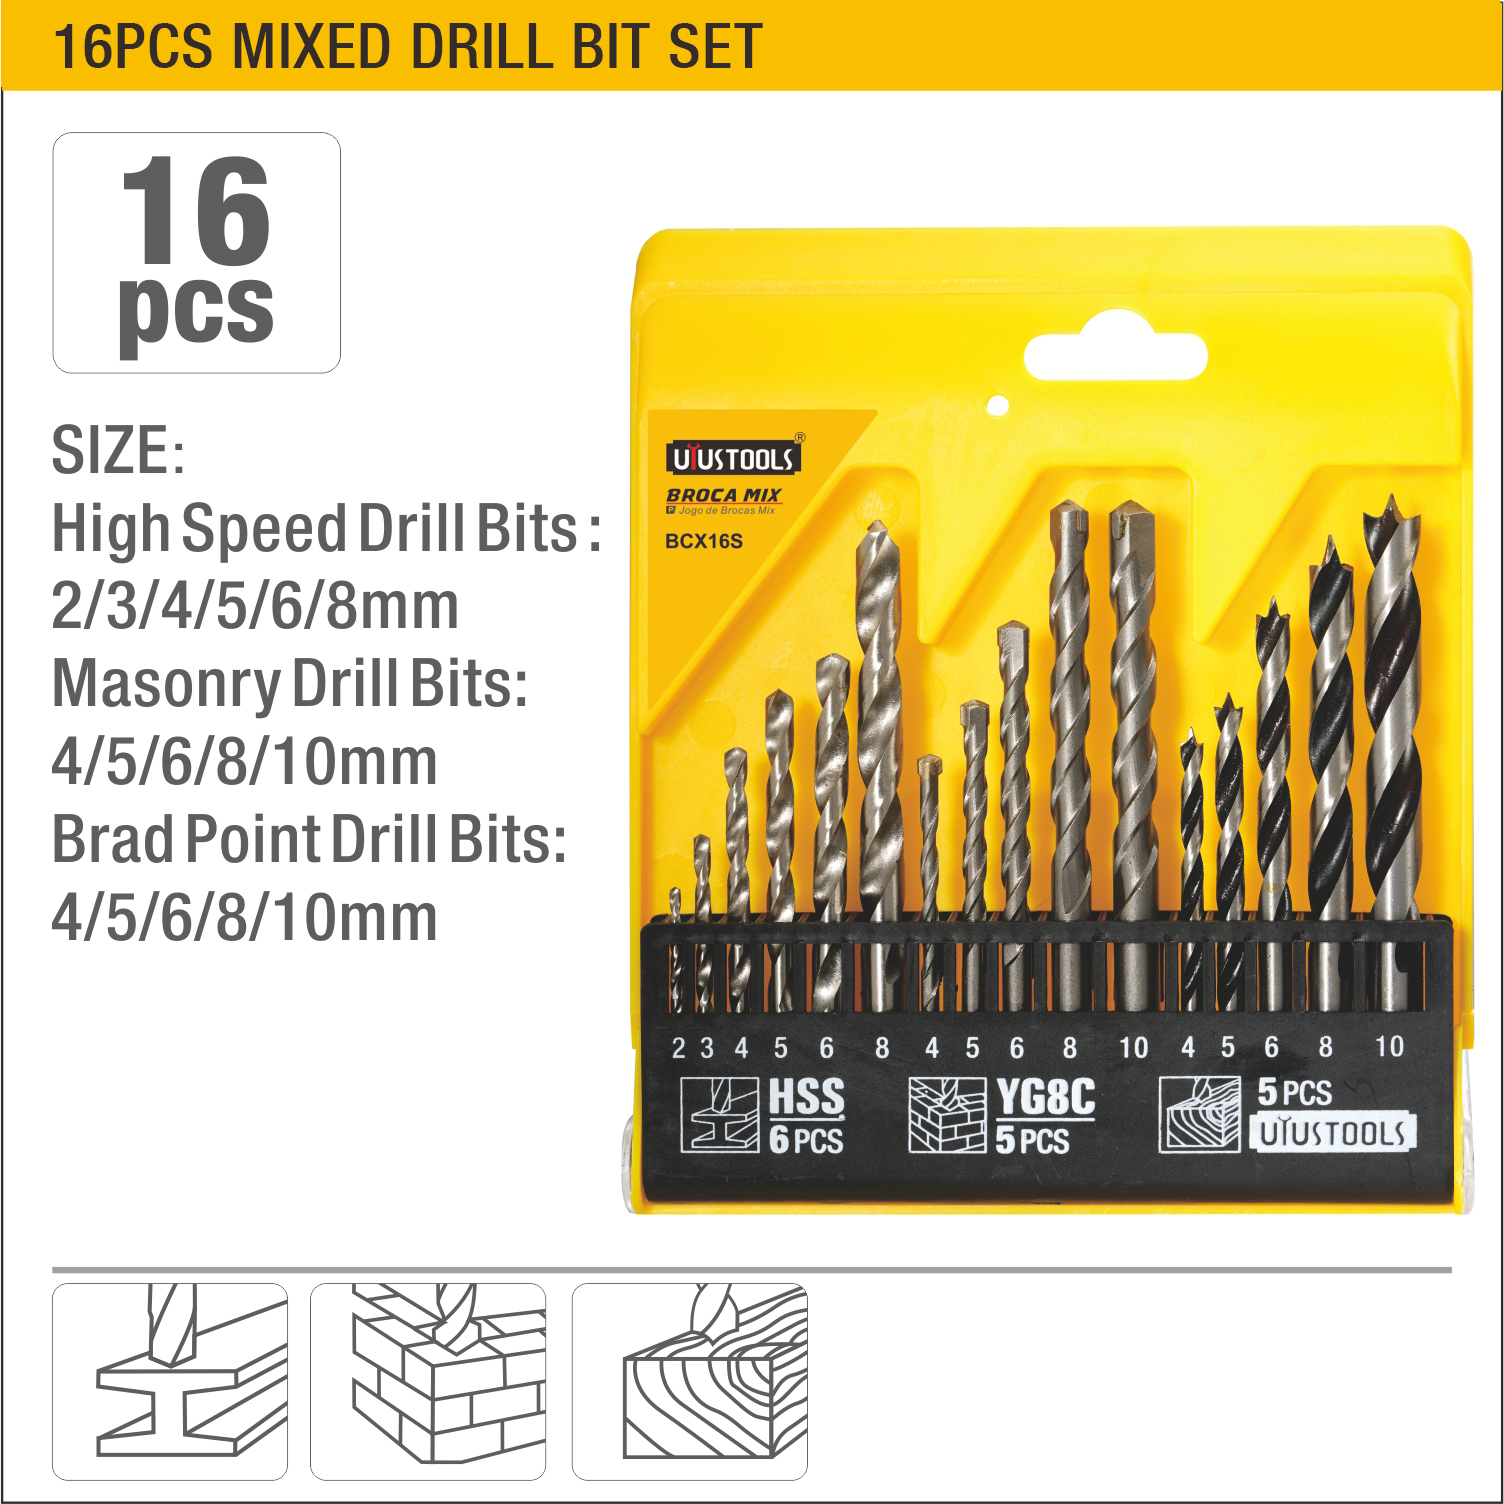 16PCS MIXED DRILL BIT SET
16
pcs
SIZE:
High Speed Drill Bits :
2/3/4/5/6/8mm
Masonry Drill Bits:
4/5/6/8/10mm
Brad Point Drill Bits:
4/5/6/8/10mm
UYUSTOOLS®
BROCA MIX
P Jogo de Brocas Mix
BCX16S
2 3 4 5 6 8 4 5 6 8 10 4 5 6 8 10
HSS
6 PCS
YG8C
5 PCS
5 PCS
UYUSTOOLS